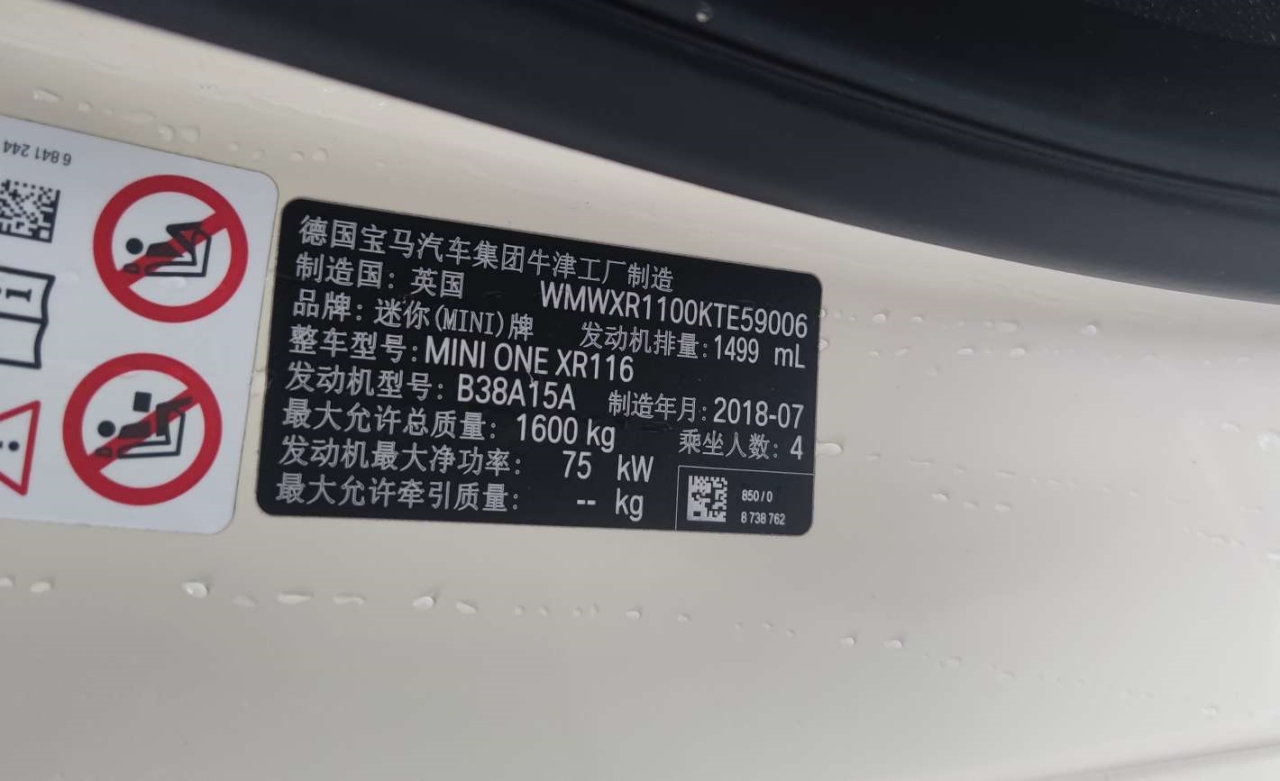 6 841 244
德国宝马汽车集团牛津工厂制造
制造国：英国 WMWXR1100KTE59006
品牌：迷你(MINI)牌 发动机排量：1499 mL
整车型号：MINI ONE XR116
发动机型号：B38A15A 制造年月：2018-07
最大允许总质量：1600 kg 乘坐人数：4
发动机最大净功率：75 kW
最大允许牵引质量：-- kg
850 / 0
8 738 762